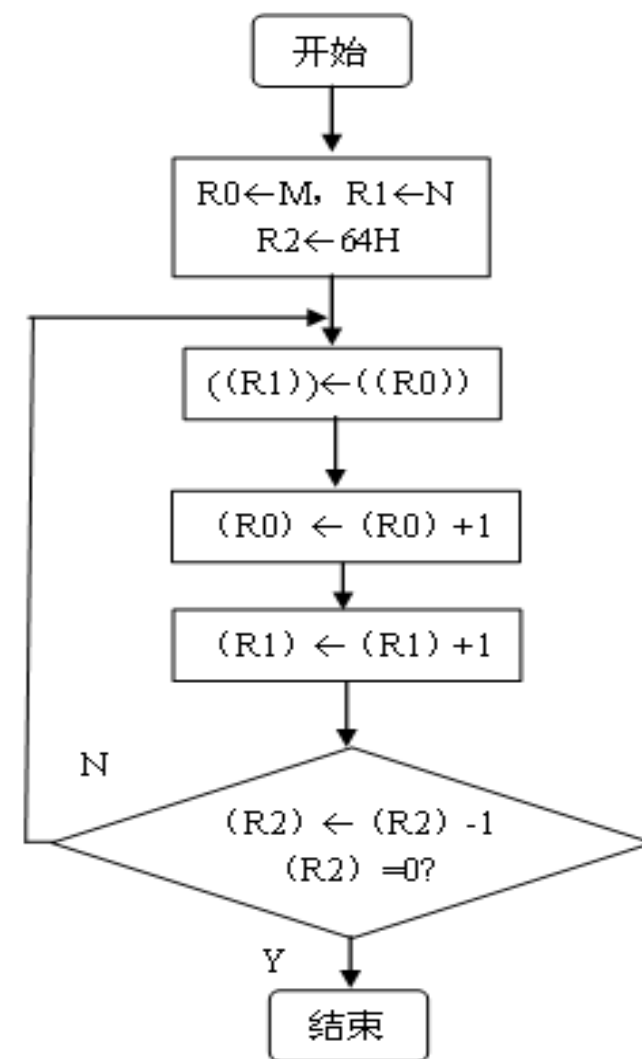 开始
R0←M，R1←N
R2←64H
((R1))←((R0))
（R0）←（R0）+1
（R1）←（R1）+1
N
（R2）←（R2）-1
（R2）=0?
Y
结束